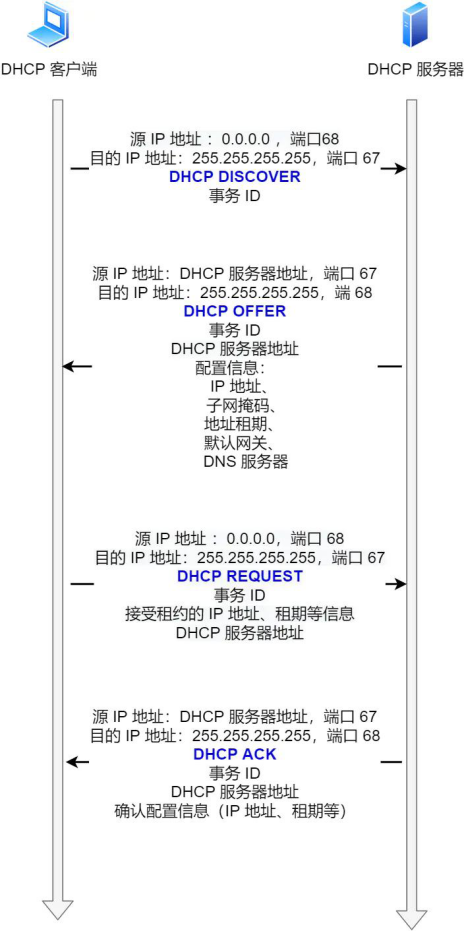 DHCP 客户端
DHCP 服务器
源 IP 地址 ：0.0.0.0 ，端口68
目的 IP 地址：255.255.255.255，端口 67
DHCP DISCOVER
事务 ID
源 IP 地址：DHCP 服务器地址，端口 67
目的 IP 地址：255.255.255.255，端 68
DHCP OFFER
事务 ID
DHCP 服务器地址
配置信息：
IP 地址、
子网掩码、
地址租期、
默认网关、
DNS 服务器
源 IP 地址 ：0.0.0.0，端口 68
目的 IP 地址：255.255.255.255，端口 67
DHCP REQUEST
事务 ID
接受租约的 IP 地址、租期等信息
DHCP 服务器地址
源 IP 地址：DHCP 服务器地址，端口 67
目的 IP 地址：255.255.255.255，端口 68
DHCP ACK
事务 ID
DHCP 服务器地址
确认配置信息（IP 地址、租期等）